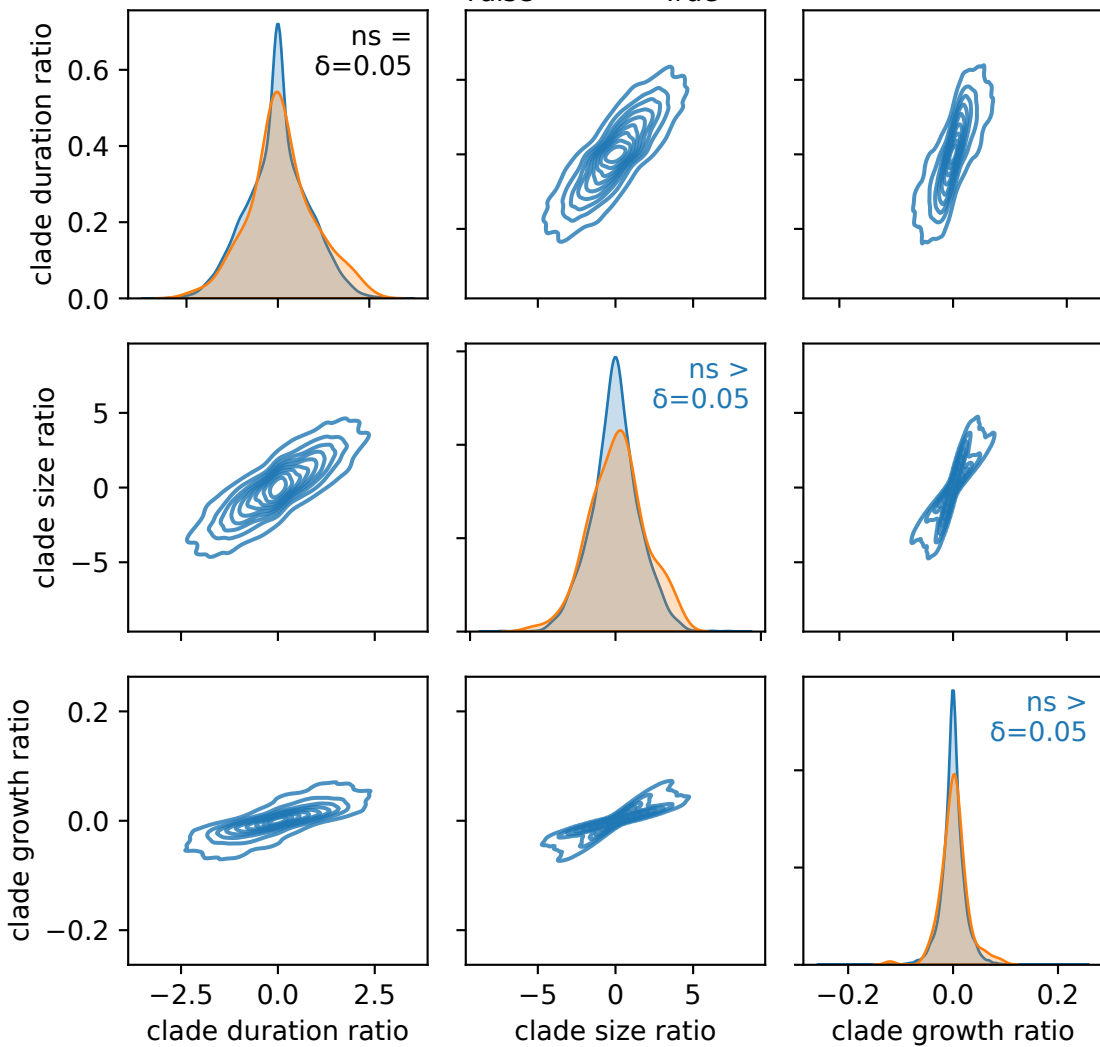 clade duration ratio
0.6
0.4
0.2
0.0
ns =
δ=0.05
clade size ratio
5
0
−5
ns >
δ=0.05
clade growth ratio
0.2
0.0
−0.2
ns >
δ=0.05
−2.5 0.0 2.5
−5 0 5
−0.2 0.0 0.2
clade duration ratio
clade size ratio
clade growth ratio